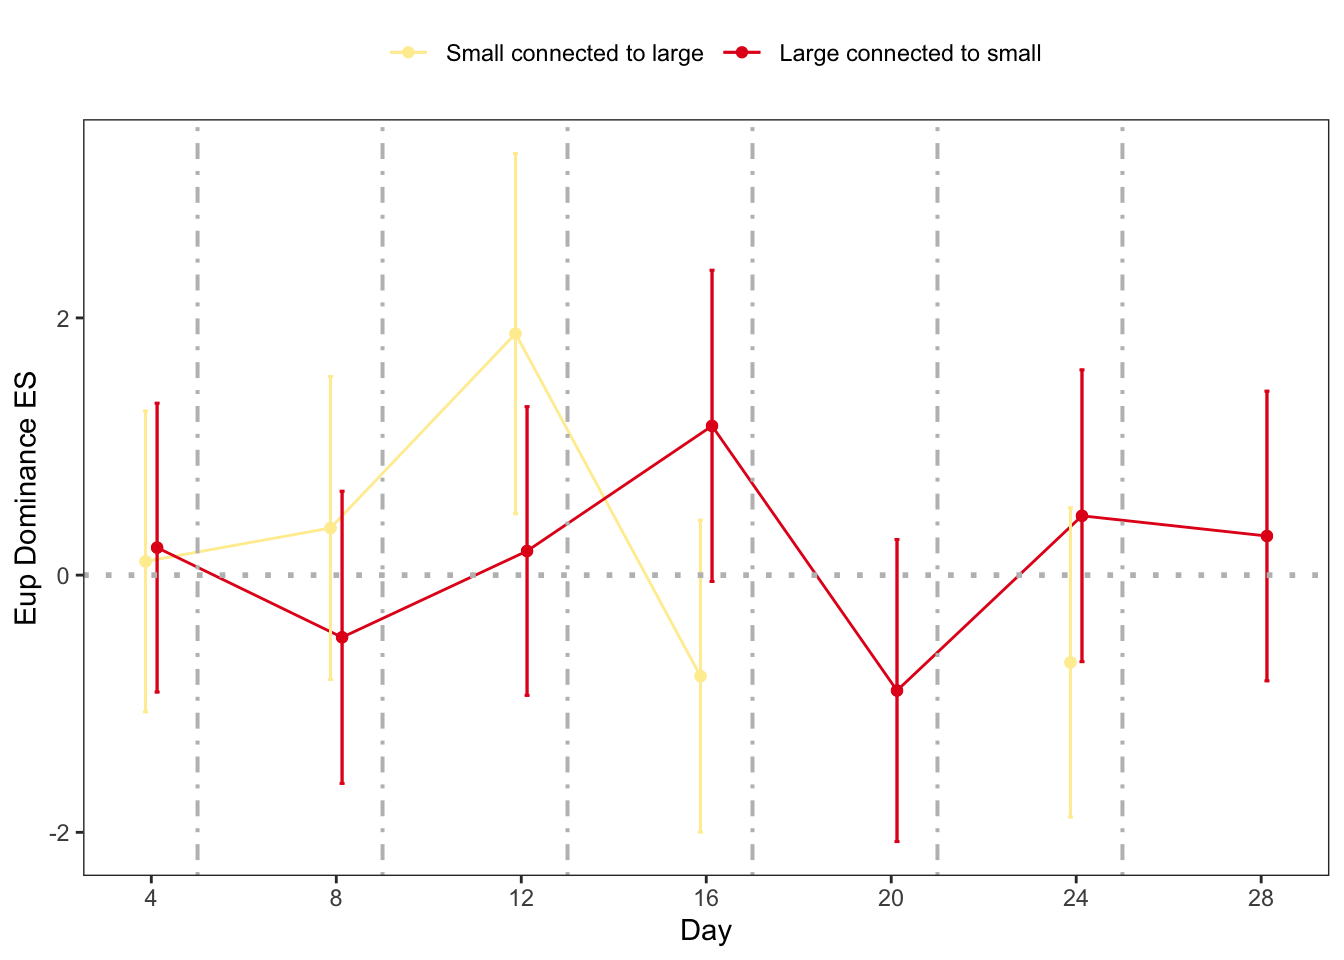 Small connected to large Large connected to small
Eup Dominance ES
2
0
-2
4 8 12 16 20 24 28
Day